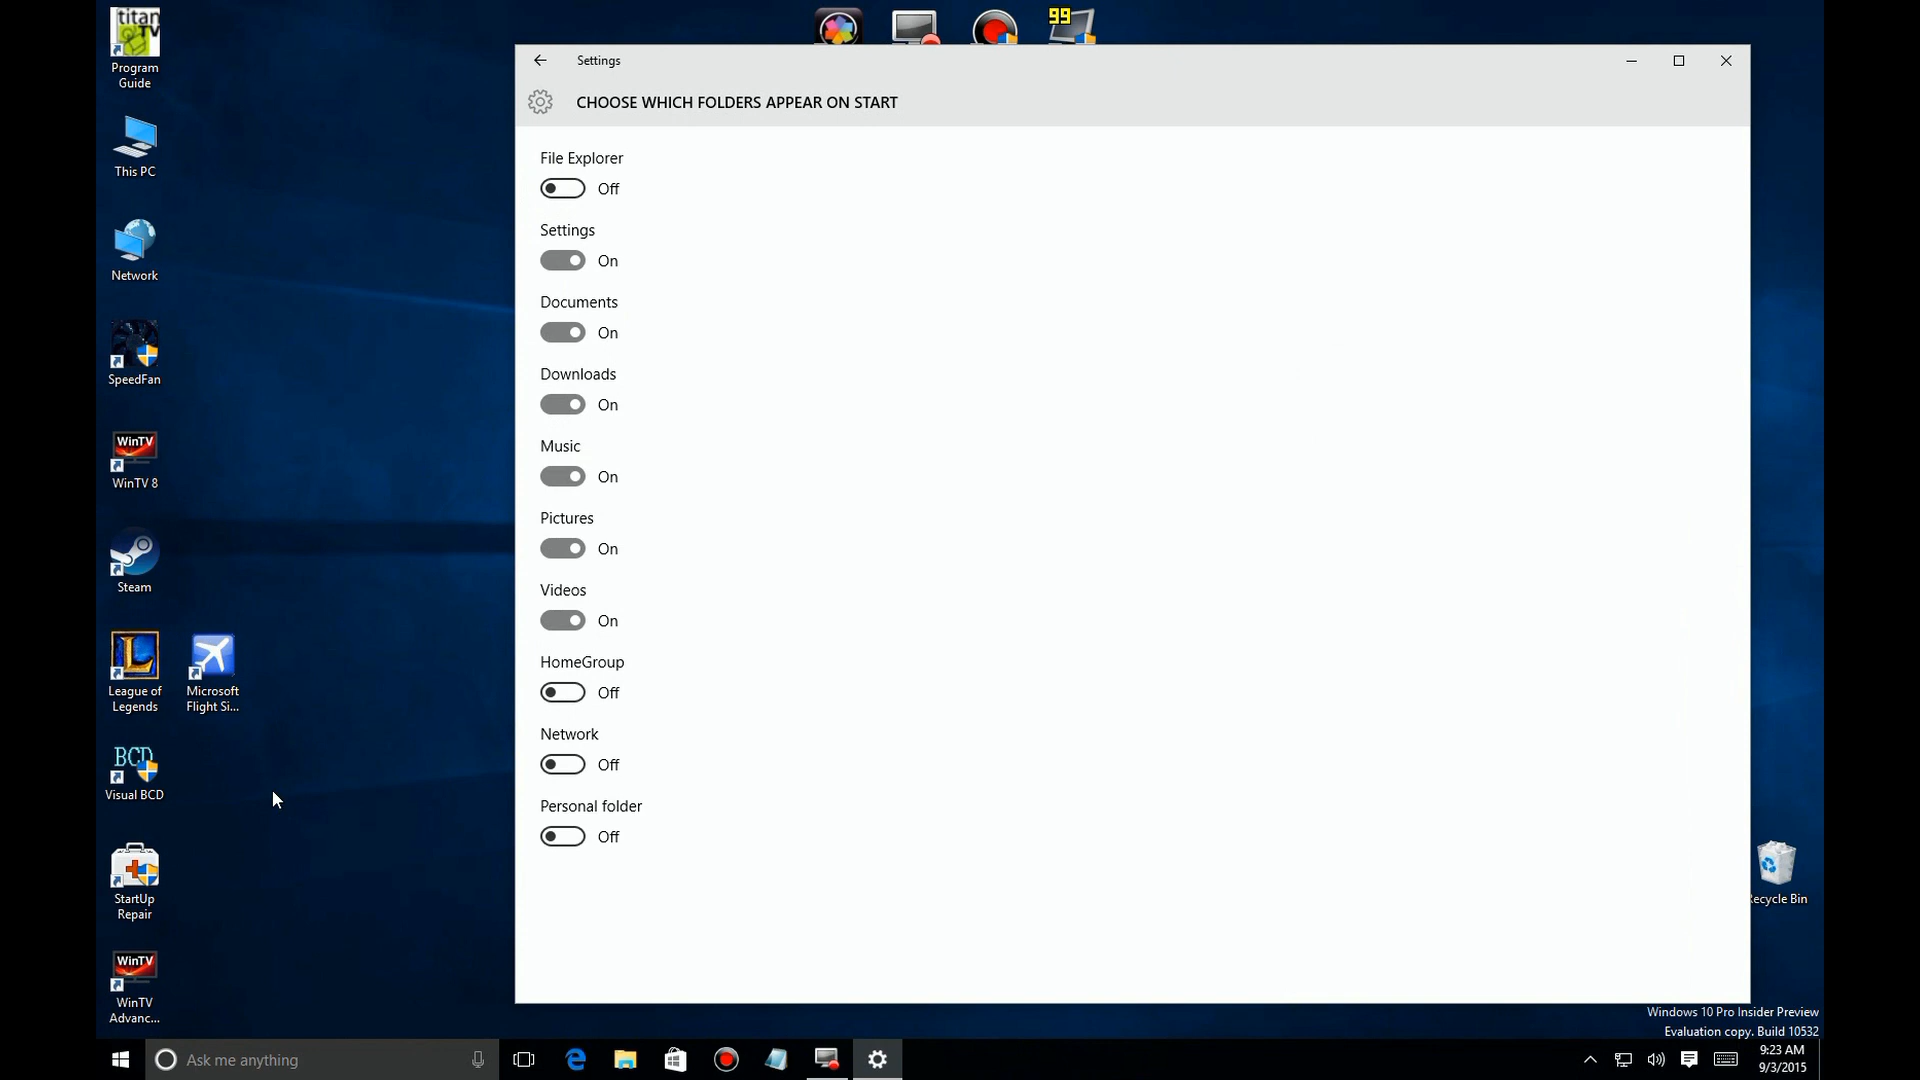 titan
TV
Program
Guide
This PC
Network
SpeedFan
WinTV
WinTV 8
Steam
L
League of
Legends
Microsoft
Flight Si...
BCD
Visual BCD
StartUp
Repair
WinTV
WinTV
Advanc...
99
Settings
CHOOSE WHICH FOLDERS APPEAR ON START
File Explorer
Off
Settings
On
Documents
On
Downloads
On
Music
On
Pictures
On
Videos
On
HomeGroup
Off
Network
Off
Personal folder
Off
Recycle Bin
Windows 10 Pro Insider Preview
Evaluation copy. Build 10532
Ask me anything
9:23 AM
9/3/2015